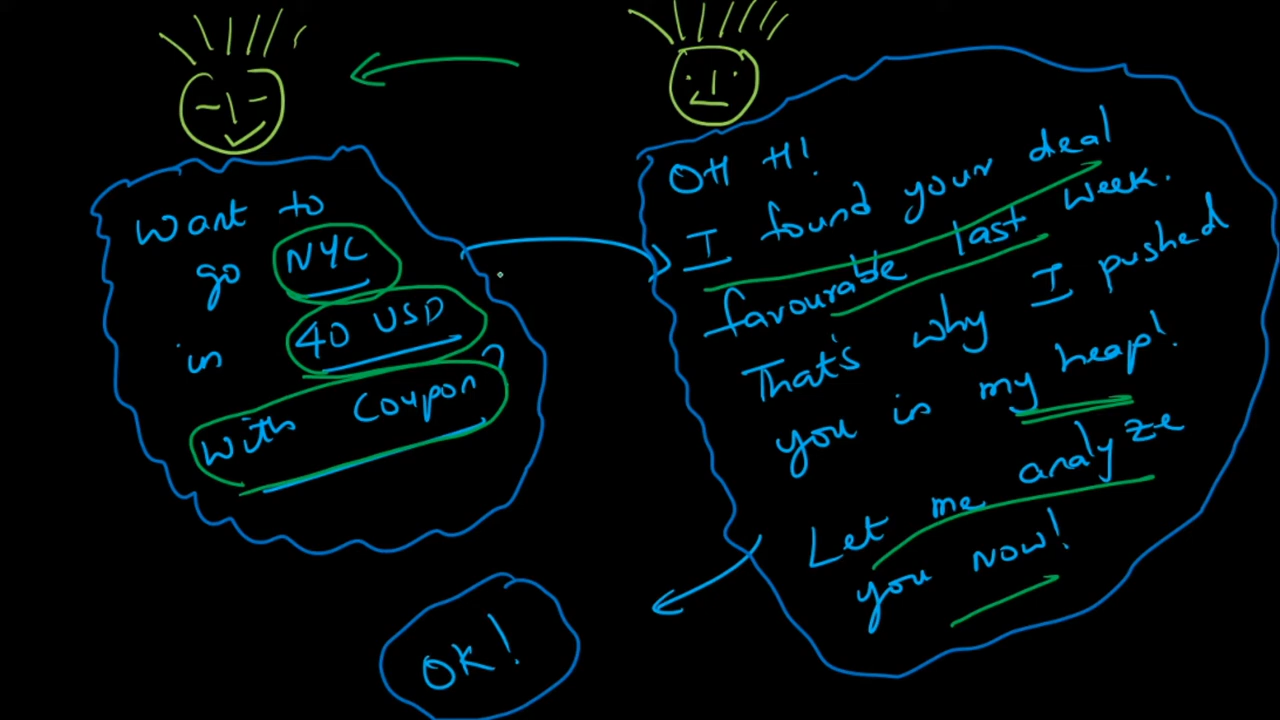 Want to
go NYC
in 40 USD
With Coupon?
OH H!
I found your deal
favourable last week.
That's why I pushed
you in my heap!
Let me analyze
you now!
OK!